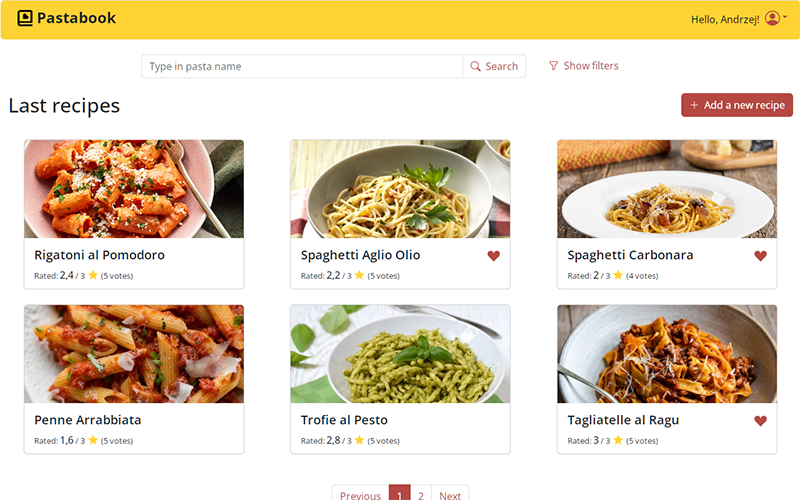 Pastabook
Hello, Andrzej!
Type in pasta name
Search
Show filters
Last recipes
Add a new recipe
Rigatoni al Pomodoro
Rated: 2,4 / 3 (5 votes)
Spaghetti Aglio Olio
Rated: 2,2 / 3 (5 votes)
Spaghetti Carbonara
Rated: 2 / 3 (4 votes)
Penne Arrabbiata
Rated: 1,6 / 3 (5 votes)
Trofie al Pesto
Rated: 2,8 / 3 (5 votes)
Tagliatelle al Ragu
Rated: 3 / 3 (5 votes)
Previous 1 2 Next